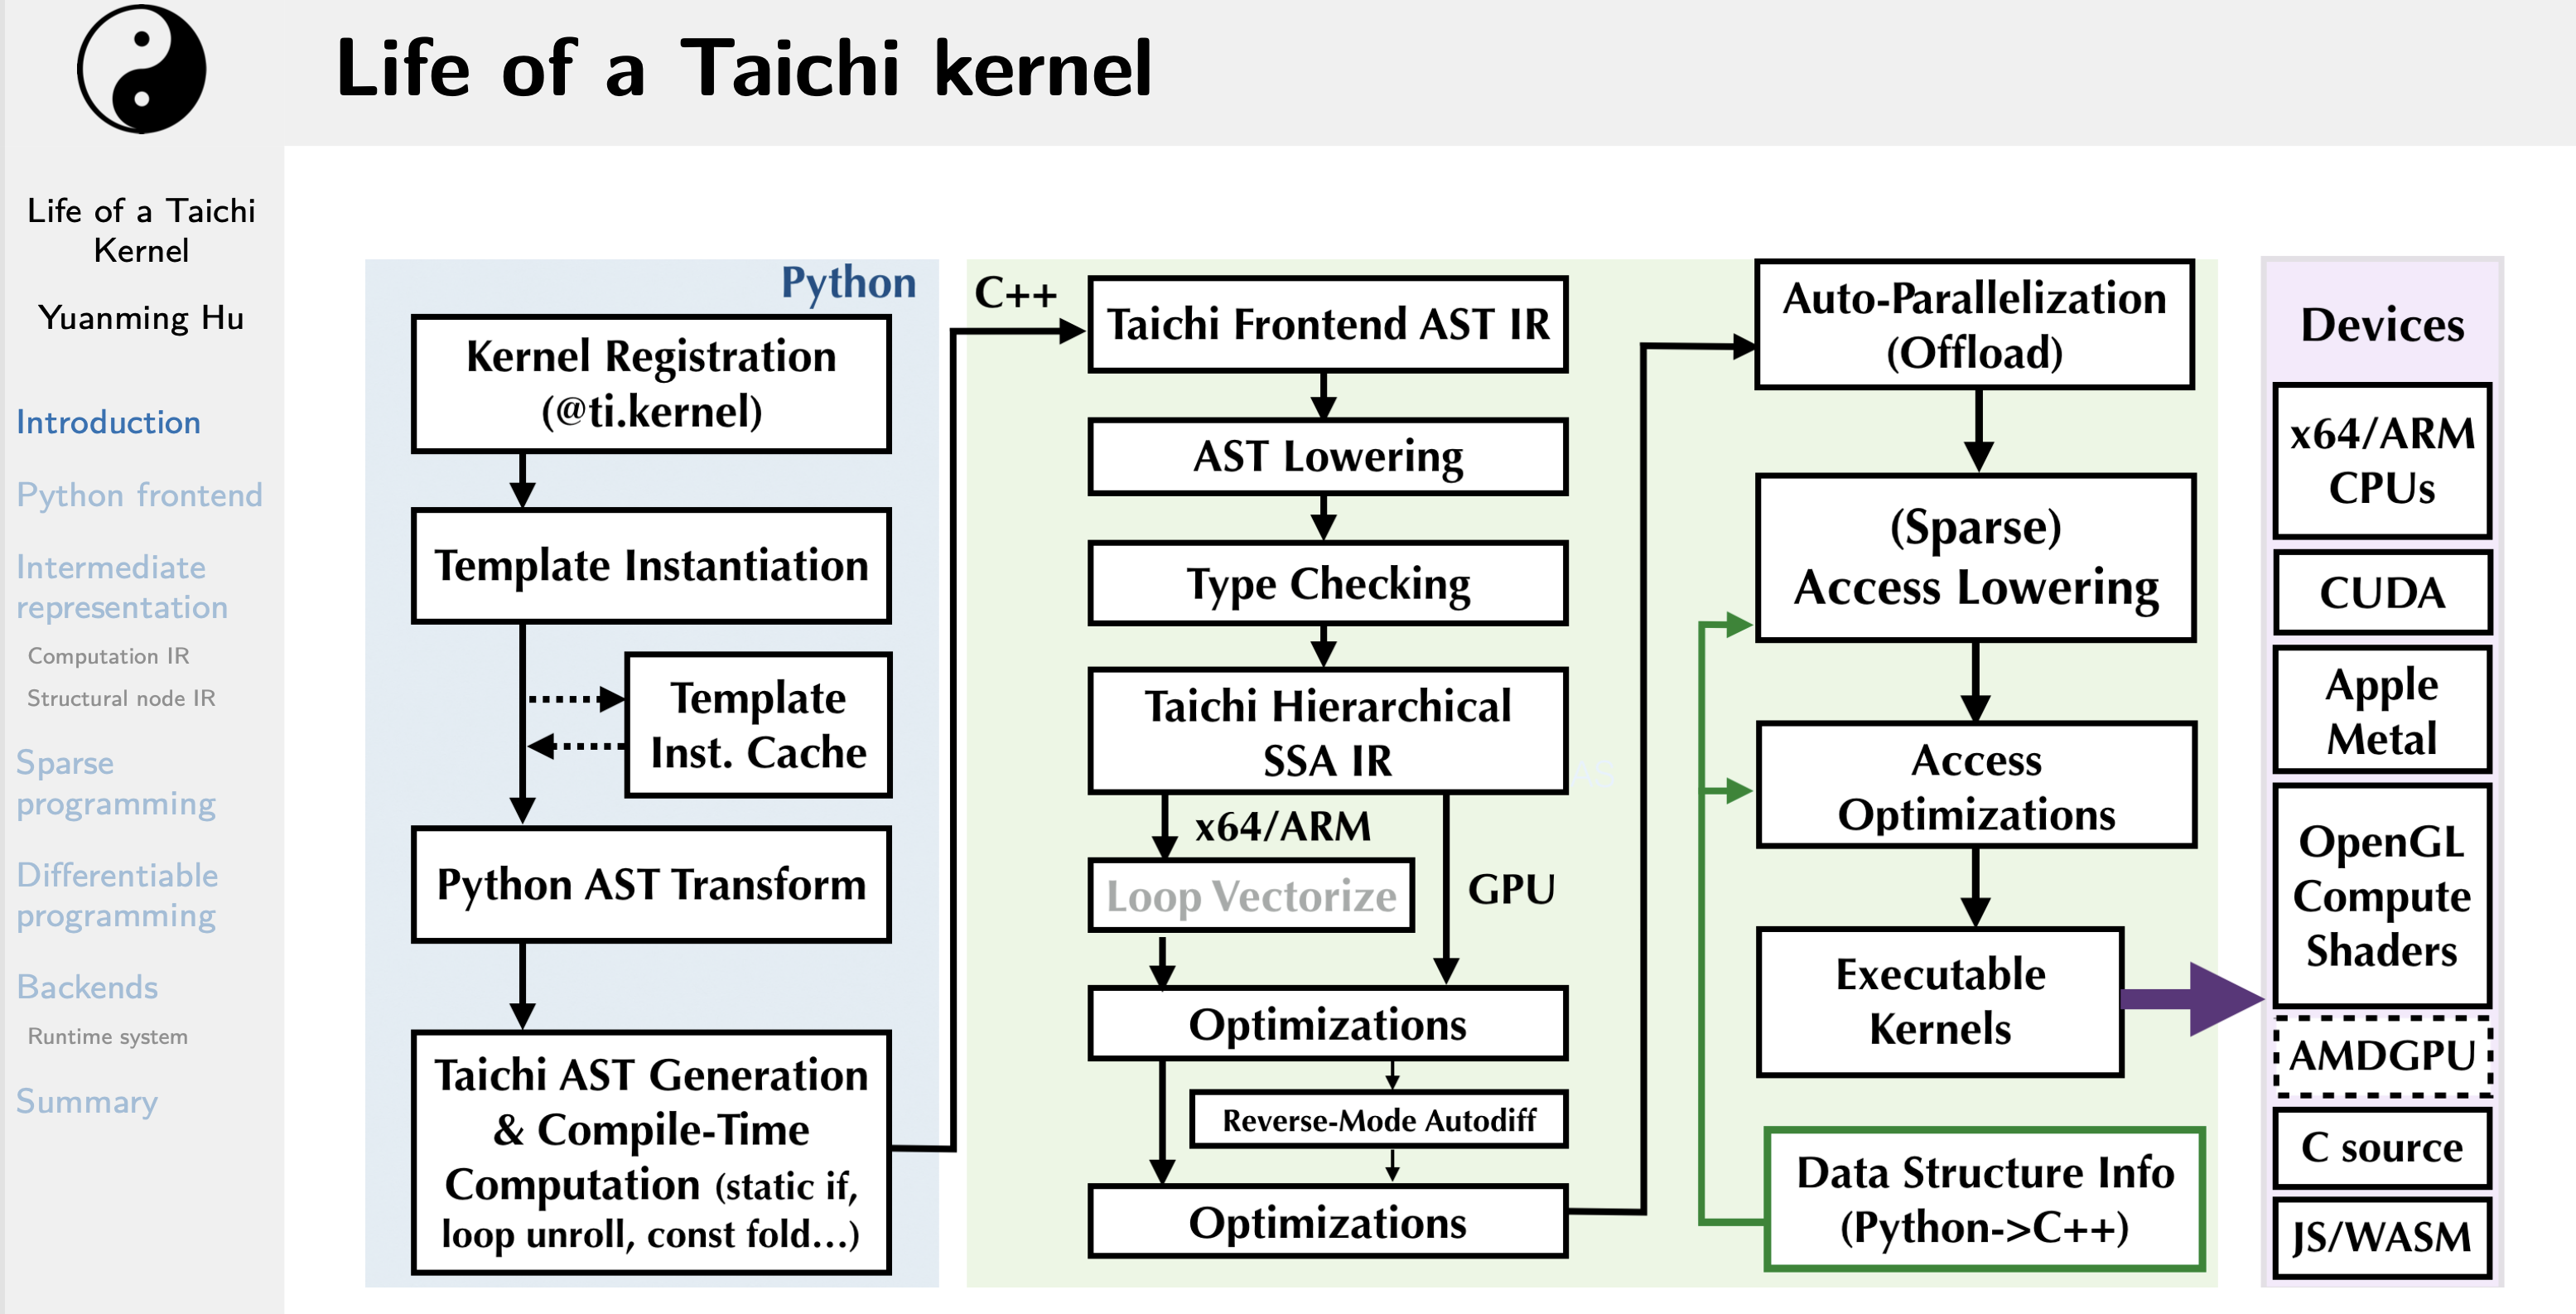 Life of a Taichi kernel
Life of a Taichi
Kernel
Yuanming Hu
Introduction
Python frontend
Intermediate
representation
Computation IR
Structural node IR
Sparse
programming
Differentiable
programming
Backends
Runtime system
Summary
Python
Kernel Registration
(@ti.kernel)
Template Instantiation
Template
Inst. Cache
Python AST Transform
Taichi AST Generation
& Compile-Time
Computation (static if,
loop unroll, const fold...)
C++
Taichi Frontend AST IR
AST Lowering
Type Checking
Taichi Hierarchical
SSA IR
x64/ARM
Loop Vectorize
GPU
Optimizations
Reverse-Mode Autodiff
Optimizations
Auto-Parallelization
(Offload)
(Sparse)
Access Lowering
Access
Optimizations
Executable
Kernels
Data Structure Info
(Python->C++)
Devices
x64/ARM
CPUs
CUDA
Apple
Metal
OpenGL
Compute
Shaders
AMDGPU
C source
JS/WASM